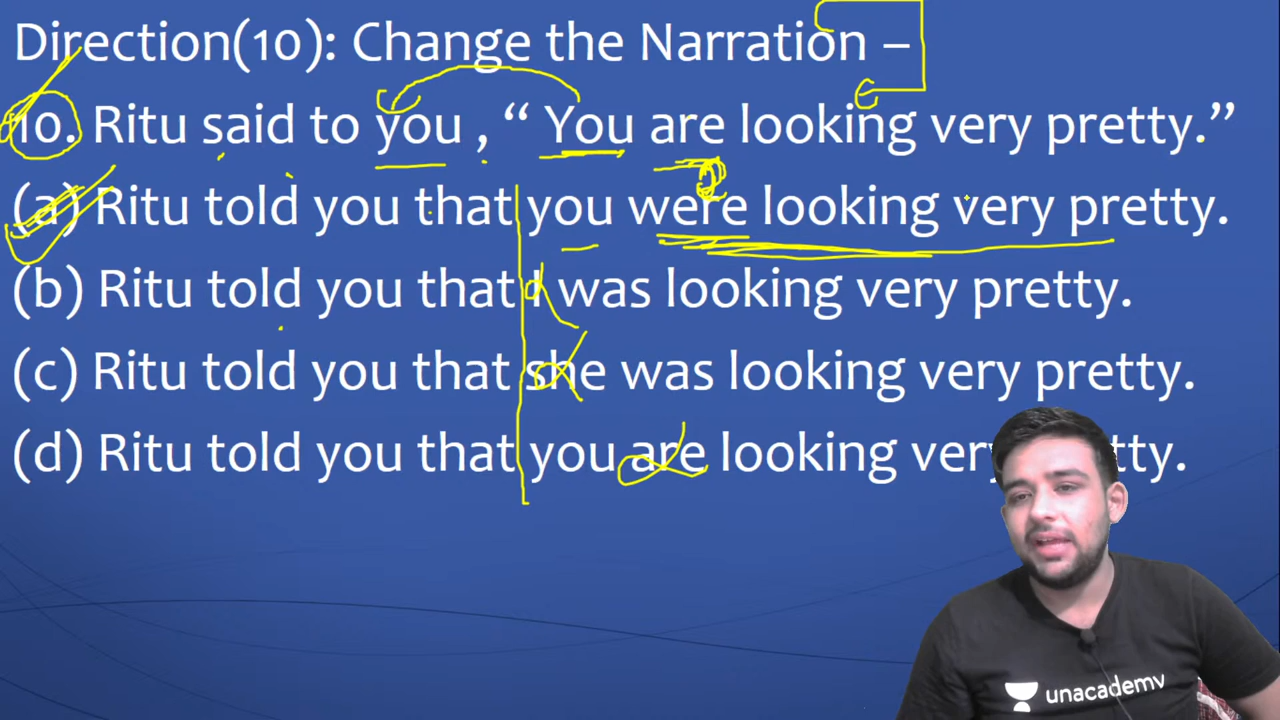 Direction(10): Change the Narration –
10. Ritu said to you , “ You are looking very pretty.”
(a) Ritu told you that you were looking very pretty.
(b) Ritu told you that I was looking very pretty.
(c) Ritu told you that she was looking very pretty.
(d) Ritu told you that you are looking very tty.
unacademy